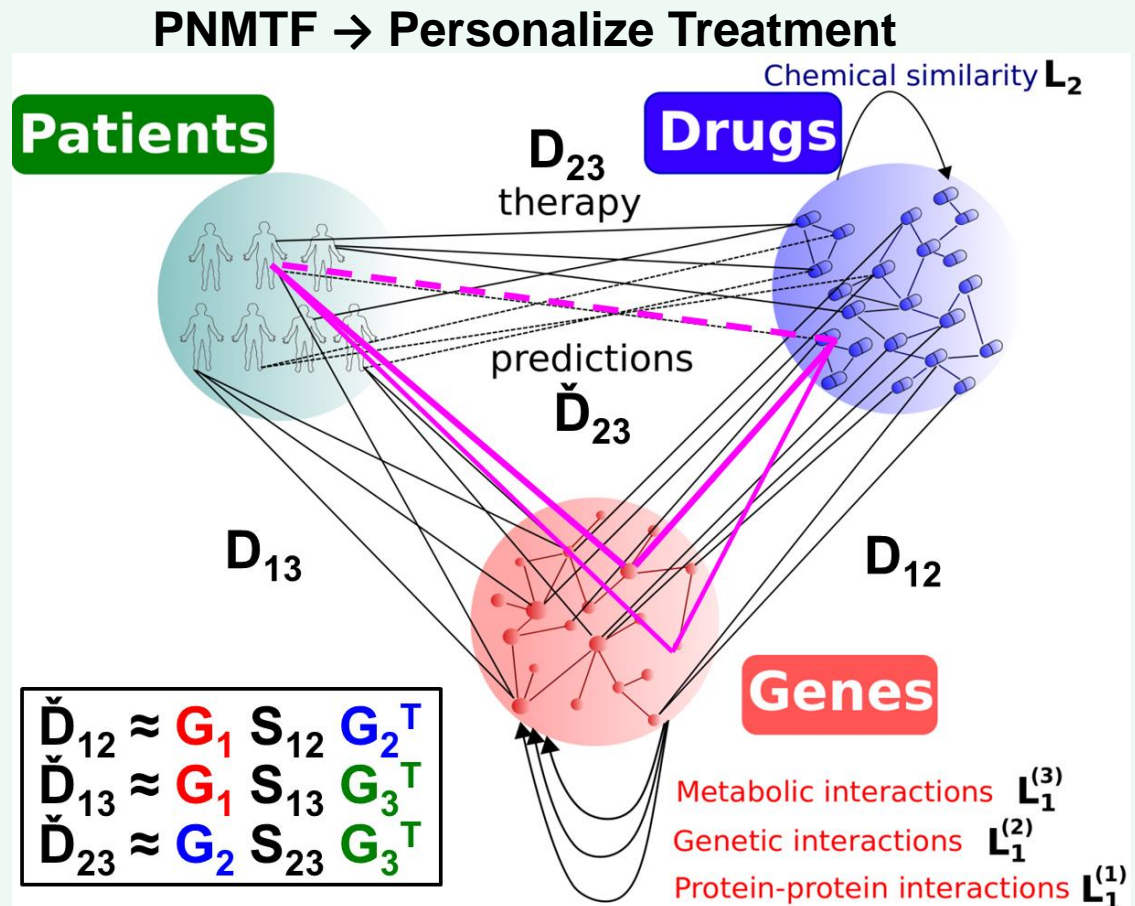 PNMTF → Personalize Treatment
Chemical similarity L₂
Patients
Drugs
D₂₃
therapy
predictions
Ď₂₃
D₁₃
D₁₂
Genes
Ď₁₂ ≈ G₁ S₁₂ G₂ᵀ
Ď₁₃ ≈ G₁ S₁₃ G₃ᵀ
Ď₂₃ ≈ G₂ S₂₃ G₃ᵀ
Metabolic interactions L₁⁽³⁾
Genetic interactions L₁⁽²⁾
Protein-protein interactions L₁⁽¹⁾